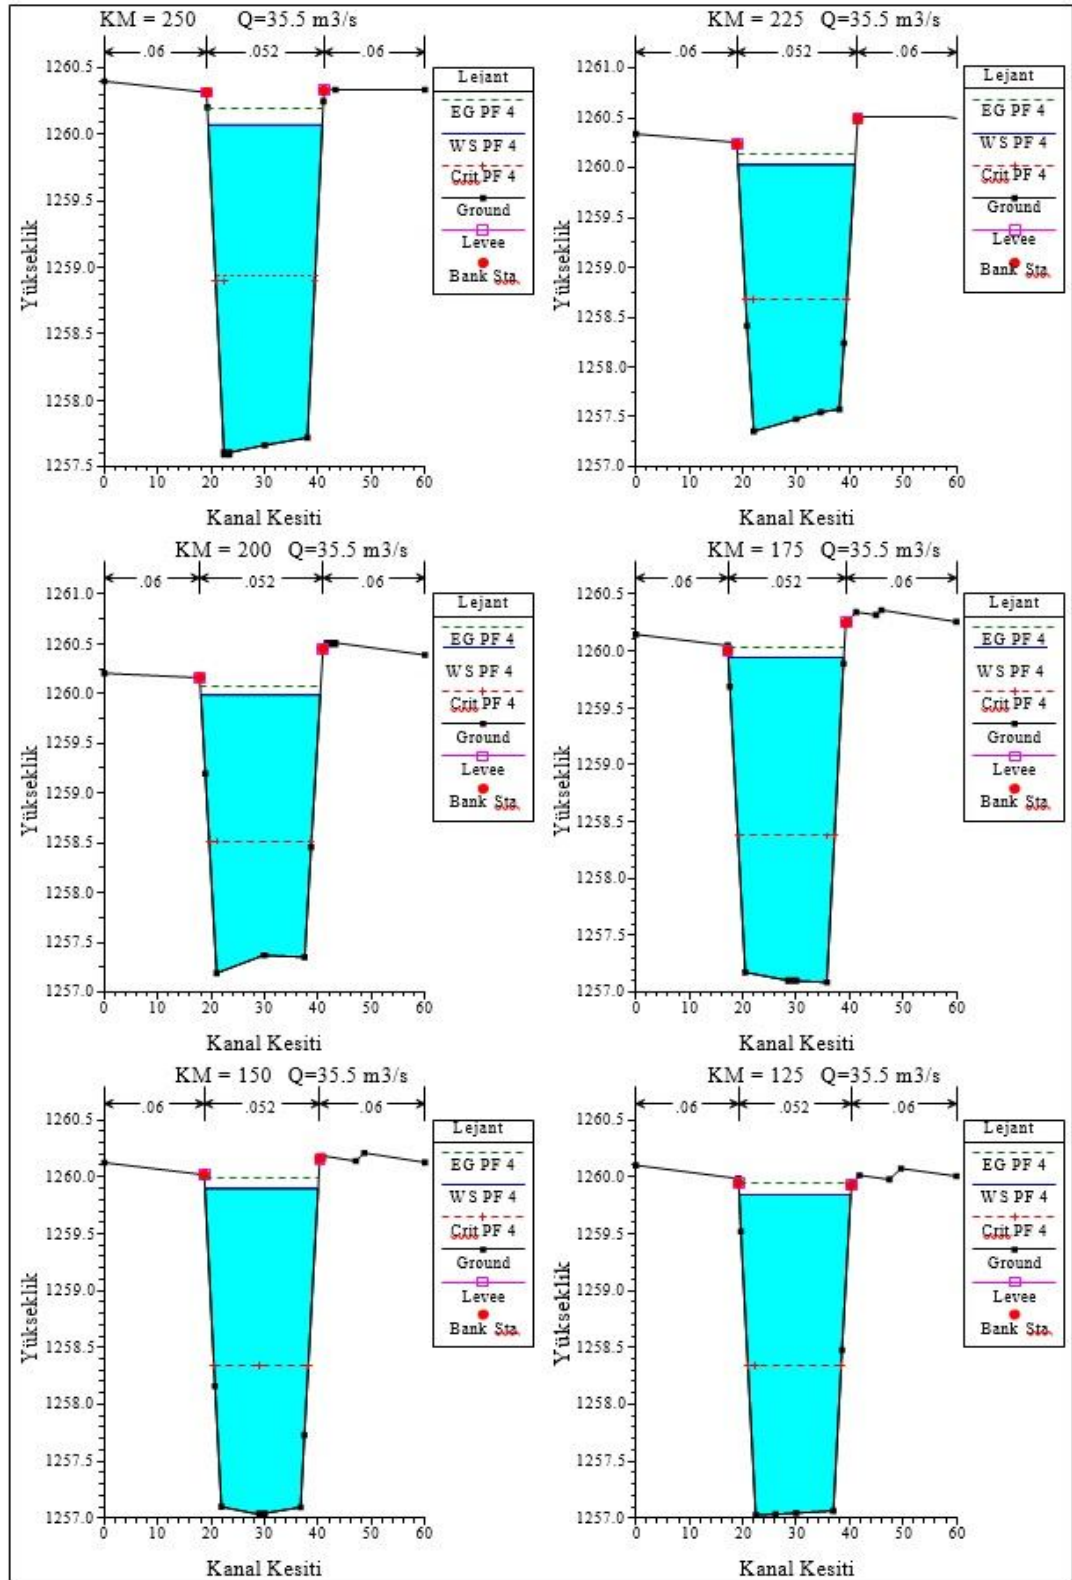 KM = 250 Q=35.5 m3/s
.06 .052 .06
1260.5
1260.0
1259.5
1259.0
1258.5
1258.0
1257.5
Yükseklik
0 10 20 30 40 50 60
Kanal Kesiti
Lejant
EG PF 4
WS PF 4
Crit PF 4
Ground
Levee
Bank Sta
KM = 225 Q=35.5 m3/s
.06 .052 .06
1261.0
1260.5
1260.0
1259.5
1259.0
1258.5
1258.0
1257.5
1257.0
Yükseklik
0 10 20 30 40 50 60
Kanal Kesiti
Lejant
EG PF 4
WS PF 4
Crit PF 4
Ground
Levee
Bank Sta
KM = 200 Q=35.5 m3/s
.06 .052 .06
1261.0
1260.5
1260.0
1259.5
1259.0
1258.5
1258.0
1257.5
1257.0
Yükseklik
0 10 20 30 40 50 60
Kanal Kesiti
Lejant
EG PF 4
WS PF 4
Crit PF 4
Ground
Levee
Bank Sta
KM = 175 Q=35.5 m3/s
.06 .052 .06
1260.5
1260.0
1259.5
1259.0
1258.5
1258.0
1257.5
1257.0
Yükseklik
0 10 20 30 40 50 60
Kanal Kesiti
Lejant
EG PF 4
WS PF 4
Crit PF 4
Ground
Levee
Bank Sta
KM = 150 Q=35.5 m3/s
.06 .052 .06
1260.5
1260.0
1259.5
1259.0
1258.5
1258.0
1257.5
1257.0
Yükseklik
0 10 20 30 40 50 60
Kanal Kesiti
Lejant
EG PF 4
WS PF 4
Crit PF 4
Ground
Levee
Bank Sta
KM = 125 Q=35.5 m3/s
.06 .052 .06
1260.5
1260.0
1259.5
1259.0
1258.5
1258.0
1257.5
1257.0
Yükseklik
0 10 20 30 40 50 60
Kanal Kesiti
Lejant
EG PF 4
WS PF 4
Crit PF 4
Ground
Levee
Bank Sta